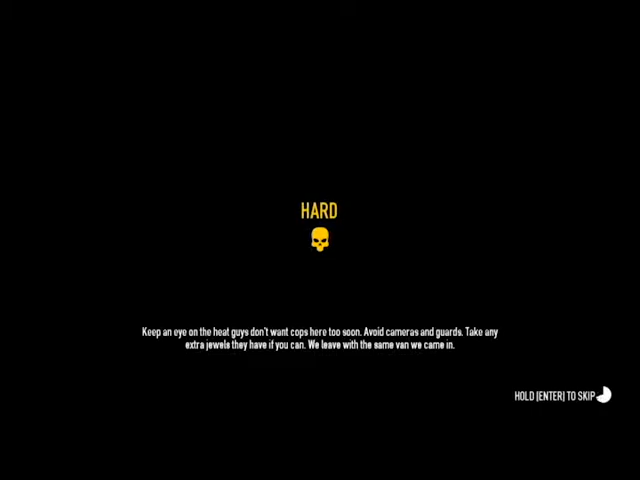 HARD
Keep an eye on the heat guys don't want cops here too soon. Avoid cameras and guards. Take any
extra jewels they have if you can. We leave with the same van we came in.
HOLD [ENTER] TO SKIP